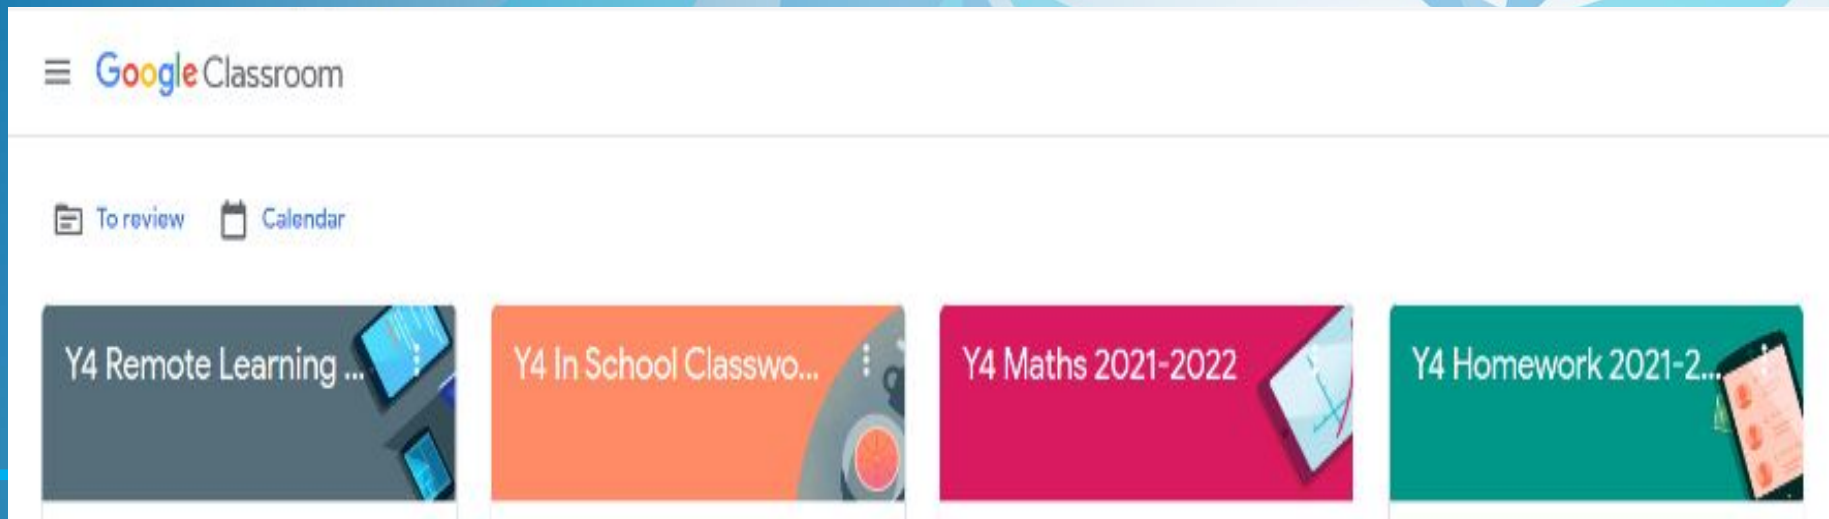 Google Classroom
To review Calendar
Y4 Remote Learning ... Y4 In School Classwo... Y4 Maths 2021-2022 Y4 Homework 2021-2...